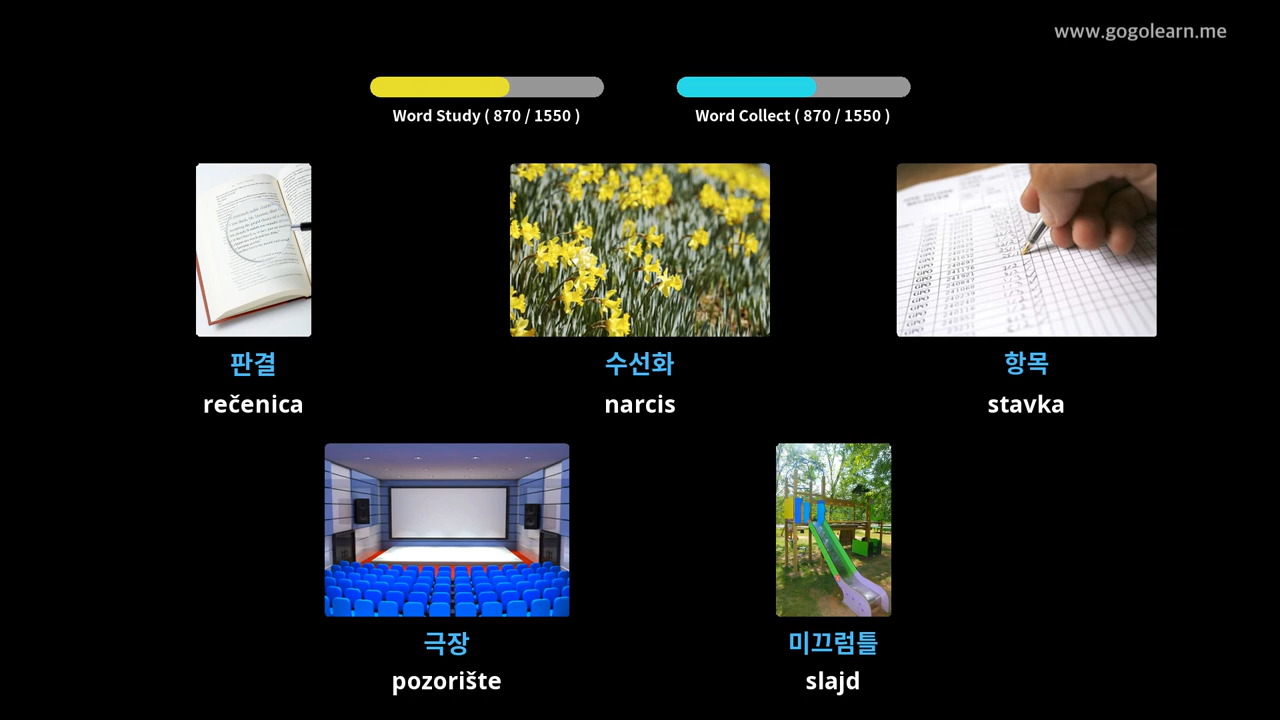 www.gogolearn.me
Word Study ( 870 / 1550 )
Word Collect ( 870 / 1550 )
판결
수선화
항목
rečenica
narcis
stavka
극장
미끄럼틀
pozorište
slajd